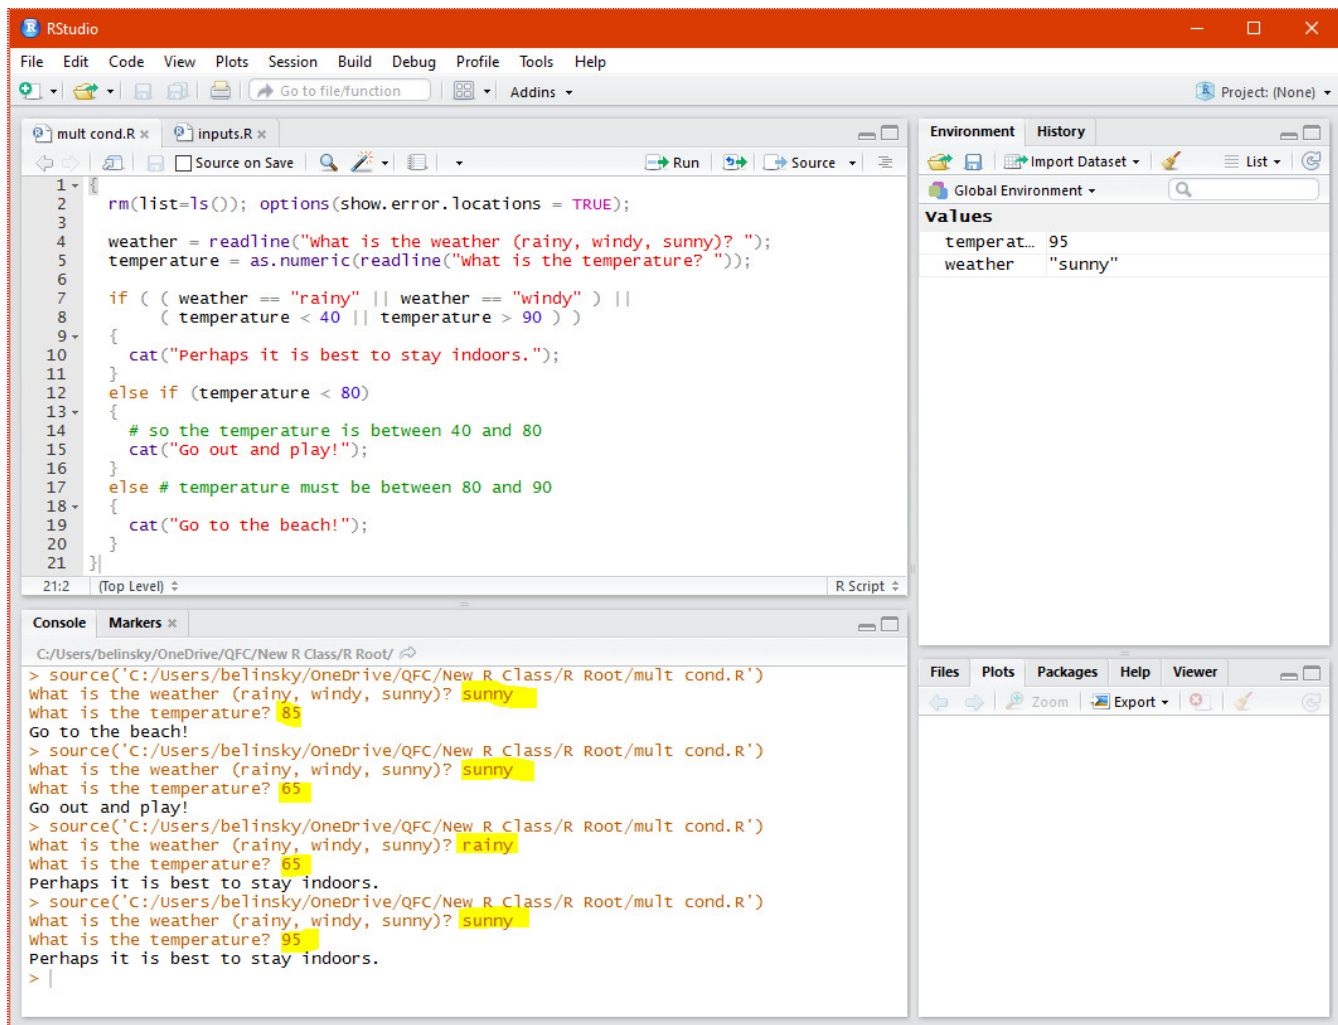 RStudio
File Edit Code View Plots Session Build Debug Profile Tools Help
Go to file/function Addins Project: (None)
mult cond.R inputs.R
Source on Save Run Source
1 {
2 rm(list=ls()); options(show.error.locations = TRUE);
3
4 weather = readline("What is the weather (rainy, windy, sunny)? ");
5 temperature = as.numeric(readline("What is the temperature? "));
6
7 if ( ( weather == "rainy" || weather == "windy" ) ||
8 ( temperature < 40 || temperature > 90 ) )
9 {
10 cat("Perhaps it is best to stay indoors.");
11 }
12 else if (temperature < 80)
13 {
14 # so the temperature is between 40 and 80
15 cat("Go out and play!");
16 }
17 else # temperature must be between 80 and 90
18 {
19 cat("Go to the beach!");
20 }
21 }
21:2 (Top Level) R Script
Console Markers
C:/Users/belinsky/OneDrive/QFC/New R Class/R Root/
> source('C:/Users/belinsky/OneDrive/QFC/New R Class/R Root/mult cond.R')
What is the weather (rainy, windy, sunny)? sunny
What is the temperature? 85
Go to the beach!
> source('C:/Users/belinsky/OneDrive/QFC/New R Class/R Root/mult cond.R')
What is the weather (rainy, windy, sunny)? sunny
What is the temperature? 65
Go out and play!
> source('C:/Users/belinsky/OneDrive/QFC/New R Class/R Root/mult cond.R')
What is the weather (rainy, windy, sunny)? rainy
What is the temperature? 65
Perhaps it is best to stay indoors.
> source('C:/Users/belinsky/OneDrive/QFC/New R Class/R Root/mult cond.R')
What is the weather (rainy, windy, sunny)? sunny
What is the temperature? 95
Perhaps it is best to stay indoors.
>
Environment History
Import Dataset List
Global Environment
Values
temperat… 95
weather "sunny"
Files Plots Packages Help Viewer
Zoom Export